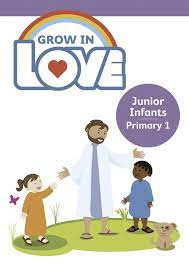 GROW IN
LOVE
Junior
Infants
Primary 1